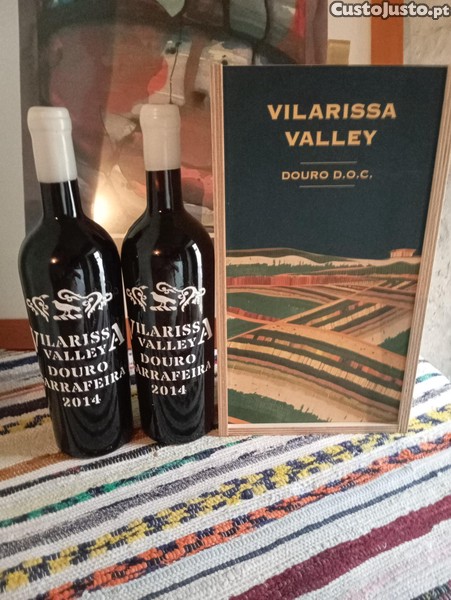 CustoJusto.pt
VILARISSA
VALLEY
DOURO D.O.C.
VILARISSA
VALLEY
DOURO
GARRAFEIRA
2014
VILARISSA
VALLEY
DOURO
GARRAFEIRA
2014